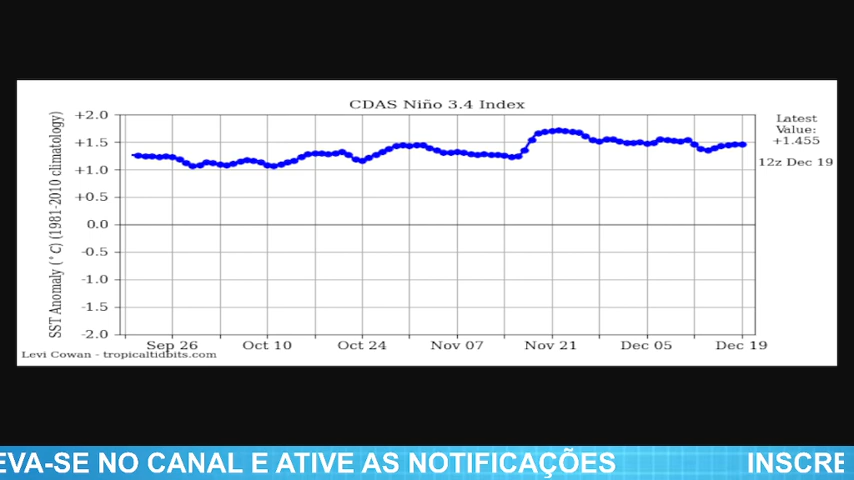 CDAS Niño 3.4 Index
SST Anomaly (°C) (1981-2010 climatology)
+2.0
+1.5
+1.0
+0.5
0.0
-0.5
-1.0
-1.5
-2.0
Sep 26 Oct 10 Oct 24 Nov 07 Nov 21 Dec 05 Dec 19
Latest
Value:
+1.455
12z Dec 19
Levi Cowan - tropicaltidbits.com
EVA-SE NO CANAL E ATIVE AS NOTIFICAÇÕES INSCRE